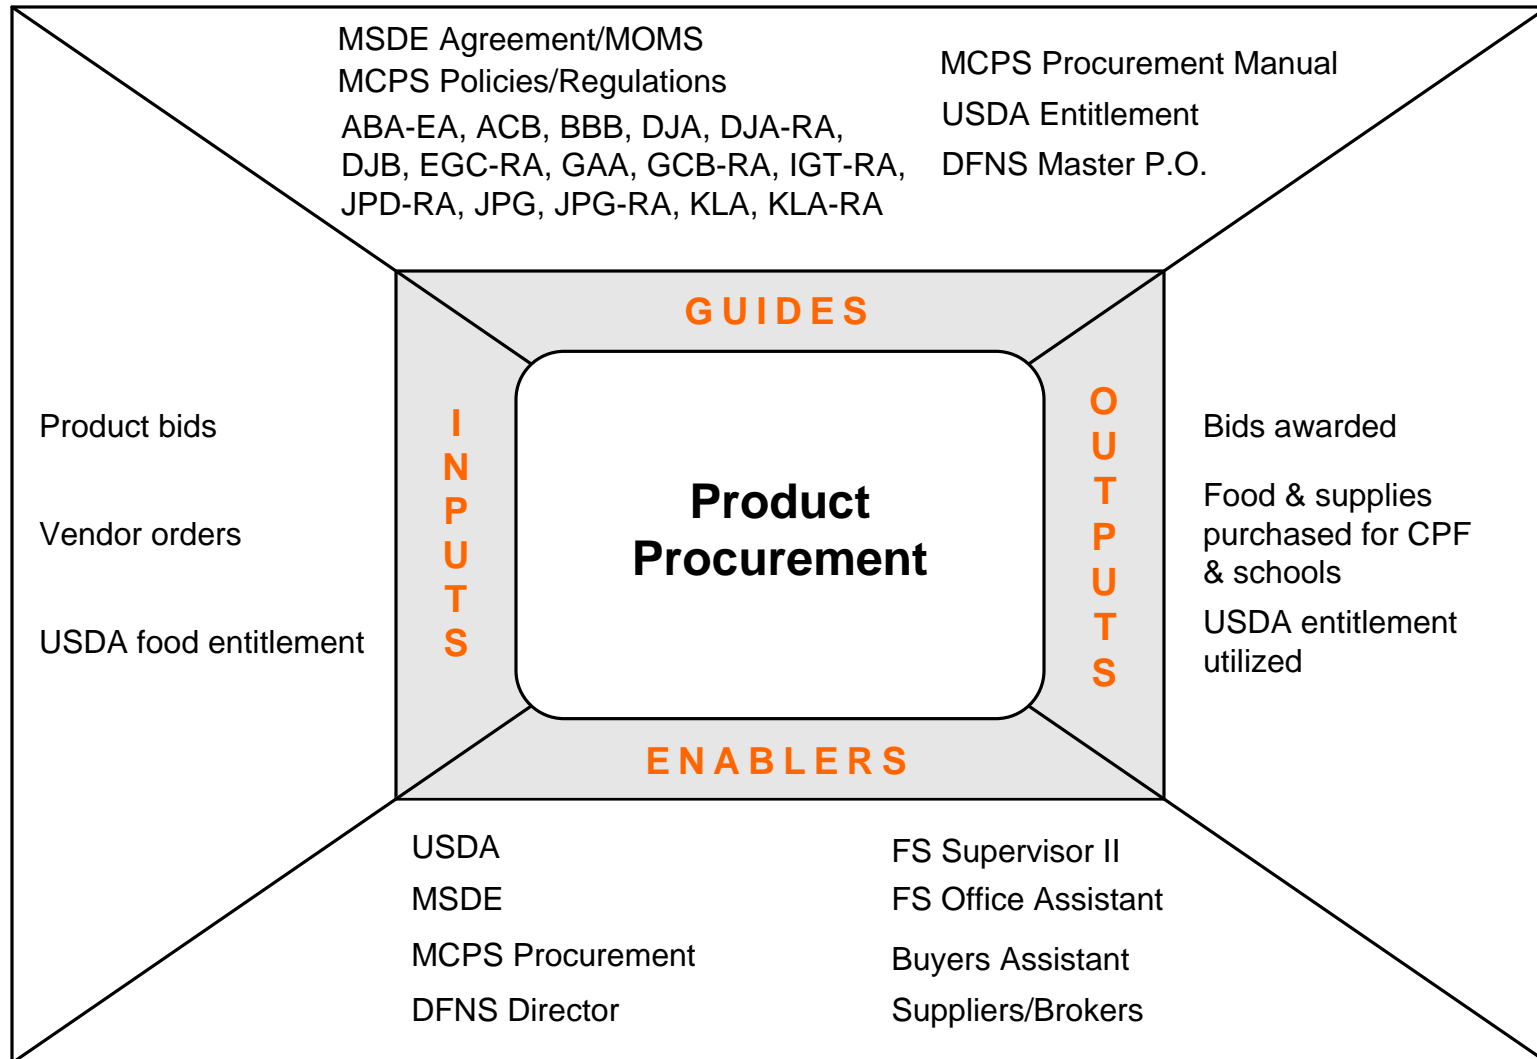 MSDE Agreement/MOMS
MCPS Policies/Regulations
ABA-EA, ACB, BBB, DJA, DJA-RA,
DJB, EGC-RA, GAA, GCB-RA, IGT-RA,
JPD-RA, JPG, JPG-RA, KLA, KLA-RA
MCPS Procurement Manual
USDA Entitlement
DFNS Master P.O.
GUIDES
Product bids
Vendor orders
USDA food entitlement
INPUTS
Product
Procurement
OUTPUTS
Bids awarded
Food & supplies
purchased for CPF
& schools
USDA entitlement
utilized
ENABLERS
USDA
MSDE
MCPS Procurement
DFNS Director
FS Supervisor II
FS Office Assistant
Buyers Assistant
Suppliers/Brokers